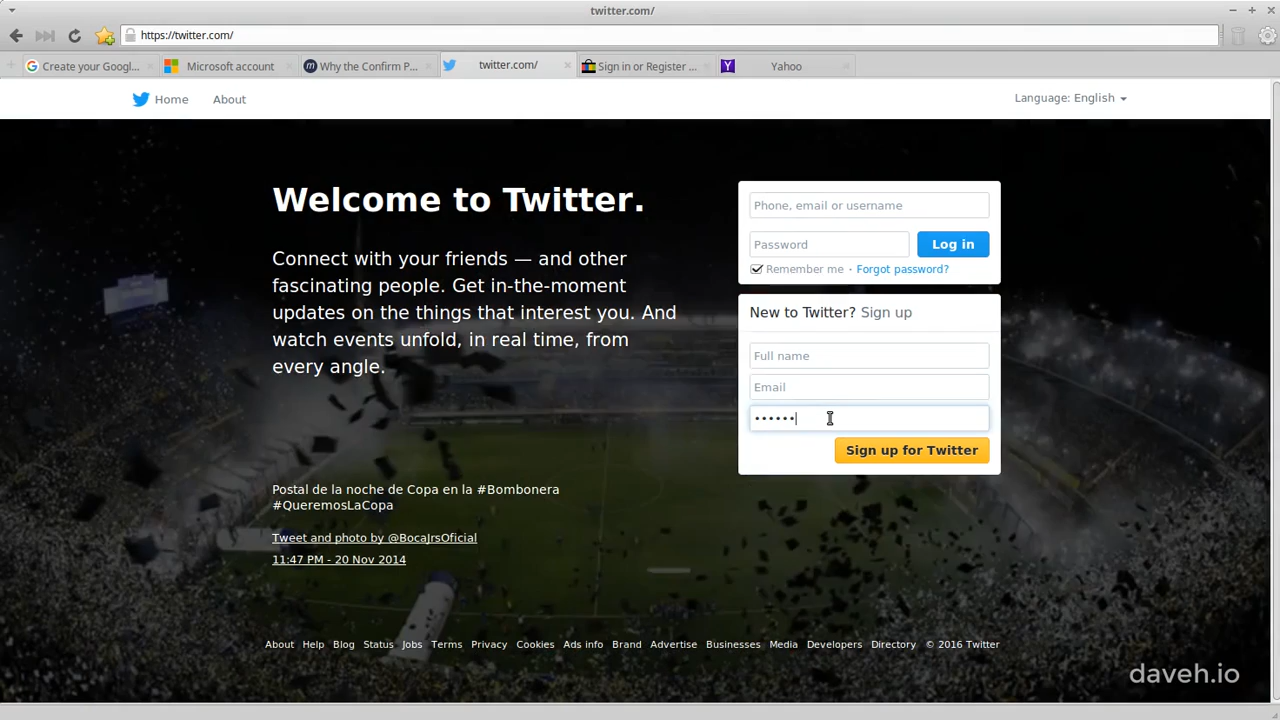 twitter.com/
https://twitter.com/
Create your Googl...
Microsoft account
Why the Confirm P...
twitter.com/
Sign in or Register ...
Yahoo
Home
About
Language: English
Welcome to Twitter.
Connect with your friends — and other
fascinating people. Get in-the-moment
updates on the things that interest you. And
watch events unfold, in real time, from
every angle.
Phone, email or username
Password
Log in
Remember me · Forgot password?
New to Twitter? Sign up
Full name
Email
••••••
Sign up for Twitter
Postal de la noche de Copa en la #Bombonera
#QueremosLaCopa
Tweet and photo by @BocaJrsOficial
11:47 PM - 20 Nov 2014
About Help Blog Status Jobs Terms Privacy Cookies Ads info Brand Advertise Businesses Media Developers Directory © 2016 Twitter
daveh.io